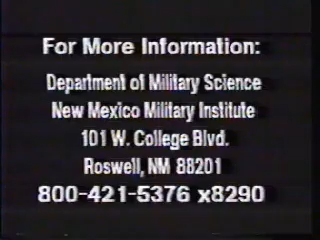 For More Information:
Department of Military Science
New Mexico Military Institute
101 W. College Blvd.
Roswell, NM 88201
800-421-5376 x8290